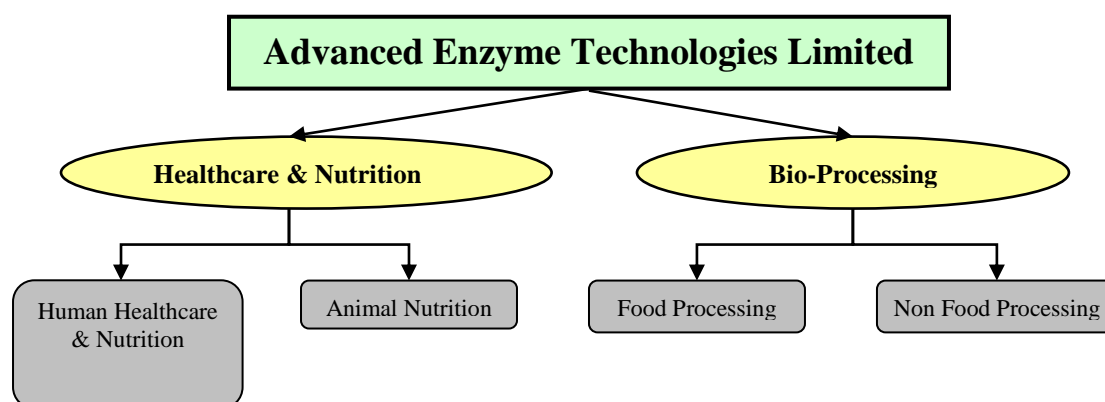 Advanced Enzyme Technologies Limited
Healthcare & Nutrition
Bio-Processing
Human Healthcare
& Nutrition
Animal Nutrition
Food Processing
Non Food Processing